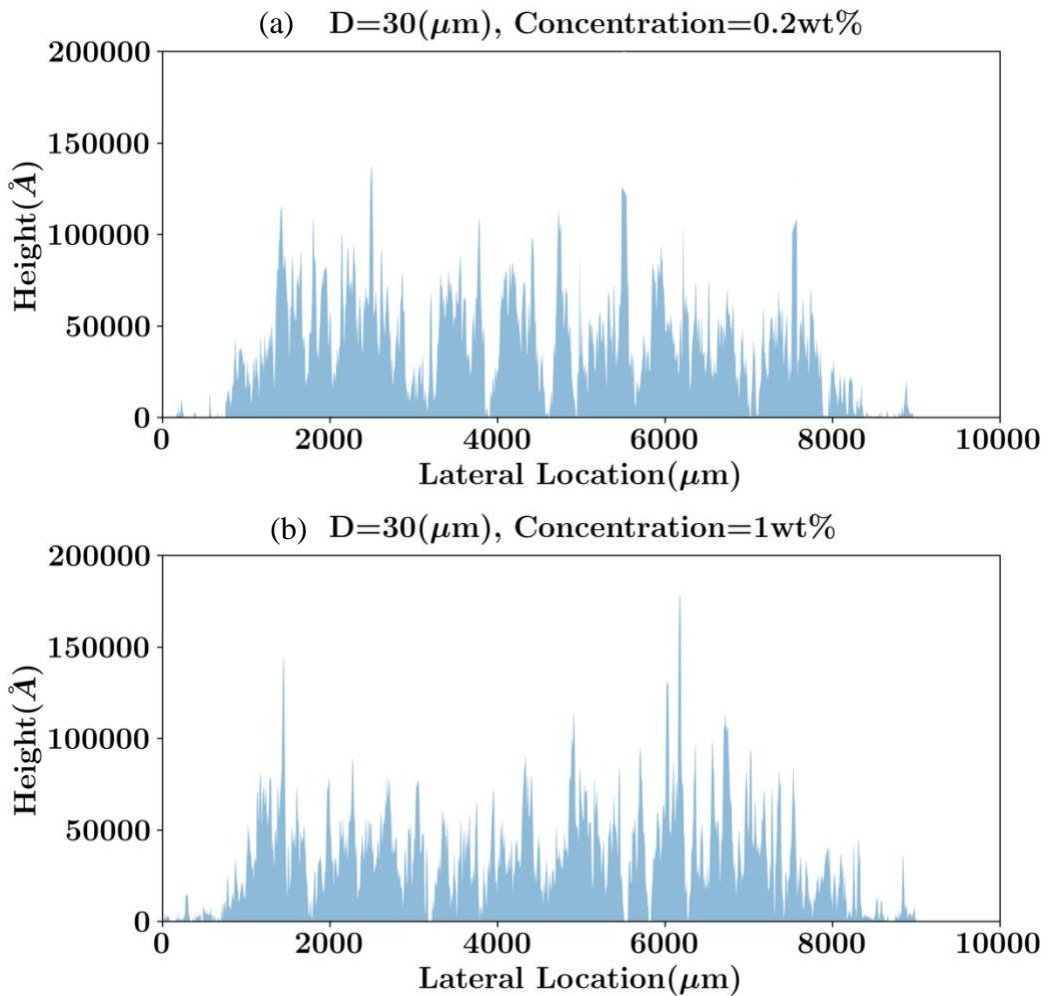 (a) D=30(μm), Concentration=0.2wt%
200000
150000
100000
50000
0
Height(Å)
0 2000 4000 6000 8000 10000
Lateral Location(μm)
(b) D=30(μm), Concentration=1wt%
200000
150000
100000
50000
0
Height(Å)
0 2000 4000 6000 8000 10000
Lateral Location(μm)